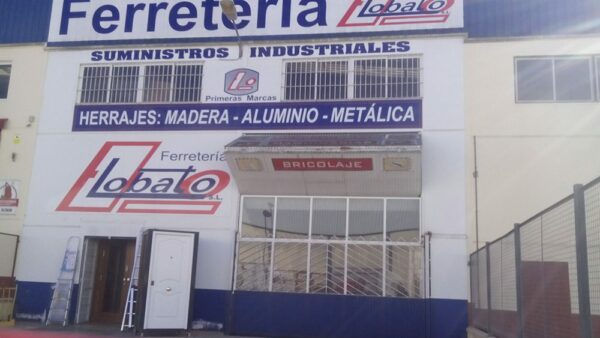 Ferretería Lobato
SUMINISTROS INDUSTRIALES
Primeras Marcas
HERRAJES: MADERA - ALUMINIO - METÁLICA
BRICOLAJE
Ferretería
Lobato
S.L.